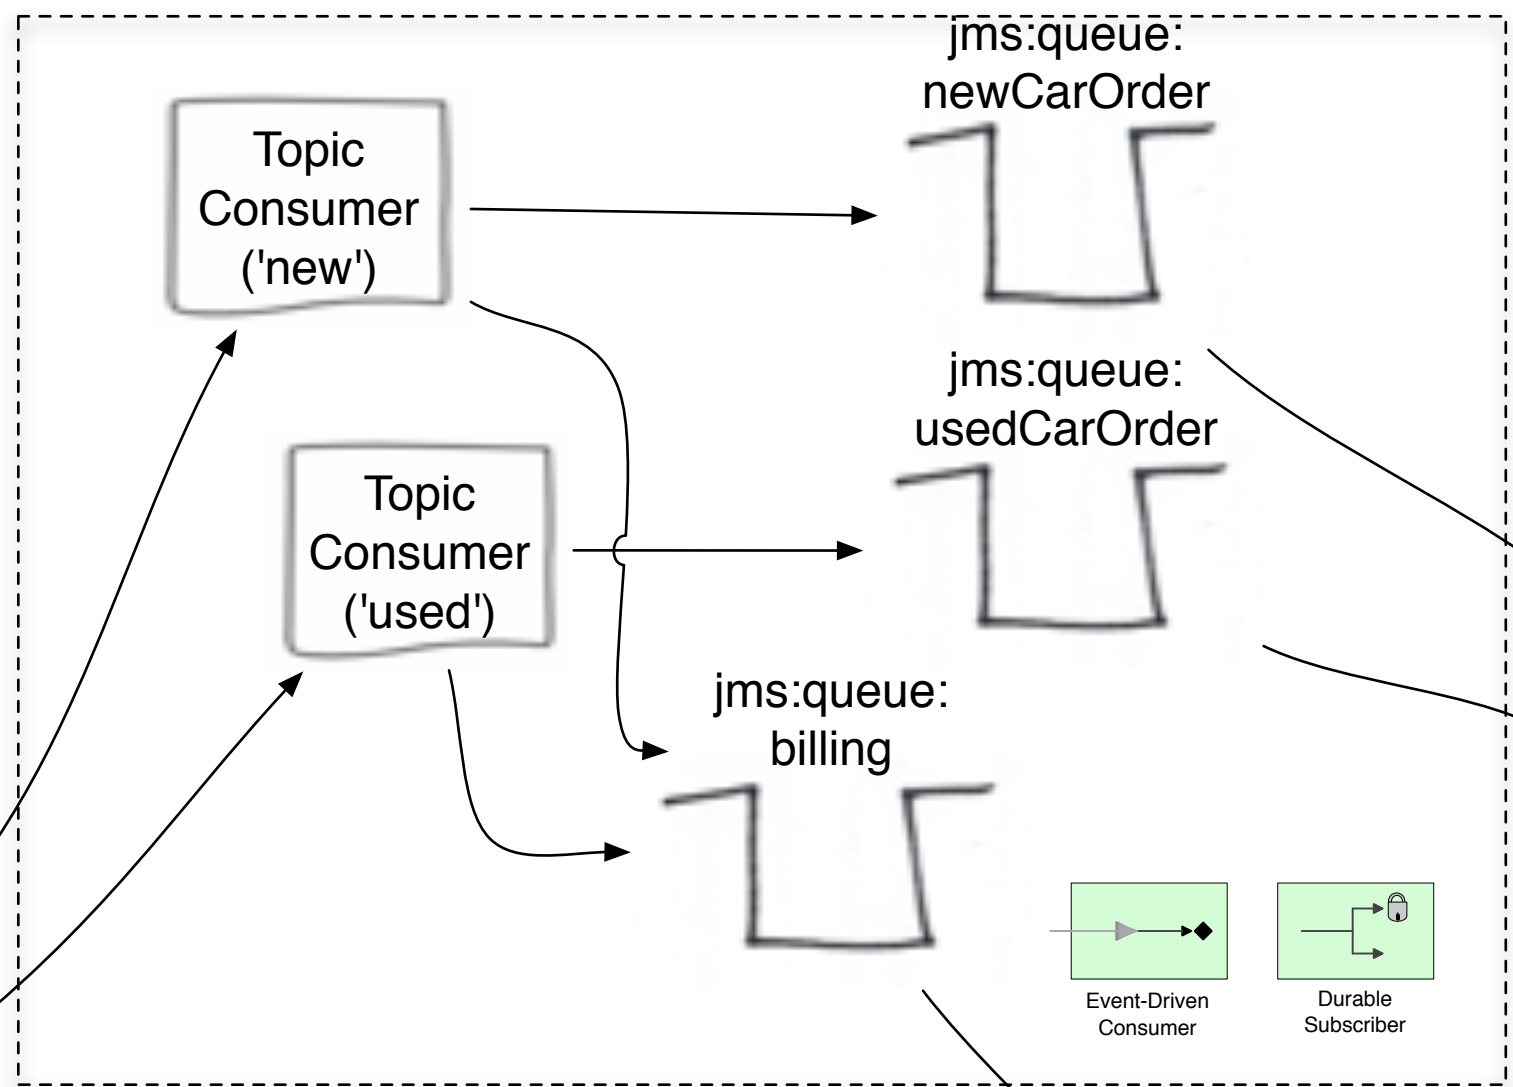 jms:queue:
newCarOrder
Topic
Consumer
('new')
jms:queue:
usedCarOrder
Topic
Consumer
('used')
jms:queue:
billing
Event-Driven
Consumer
Durable
Subscriber